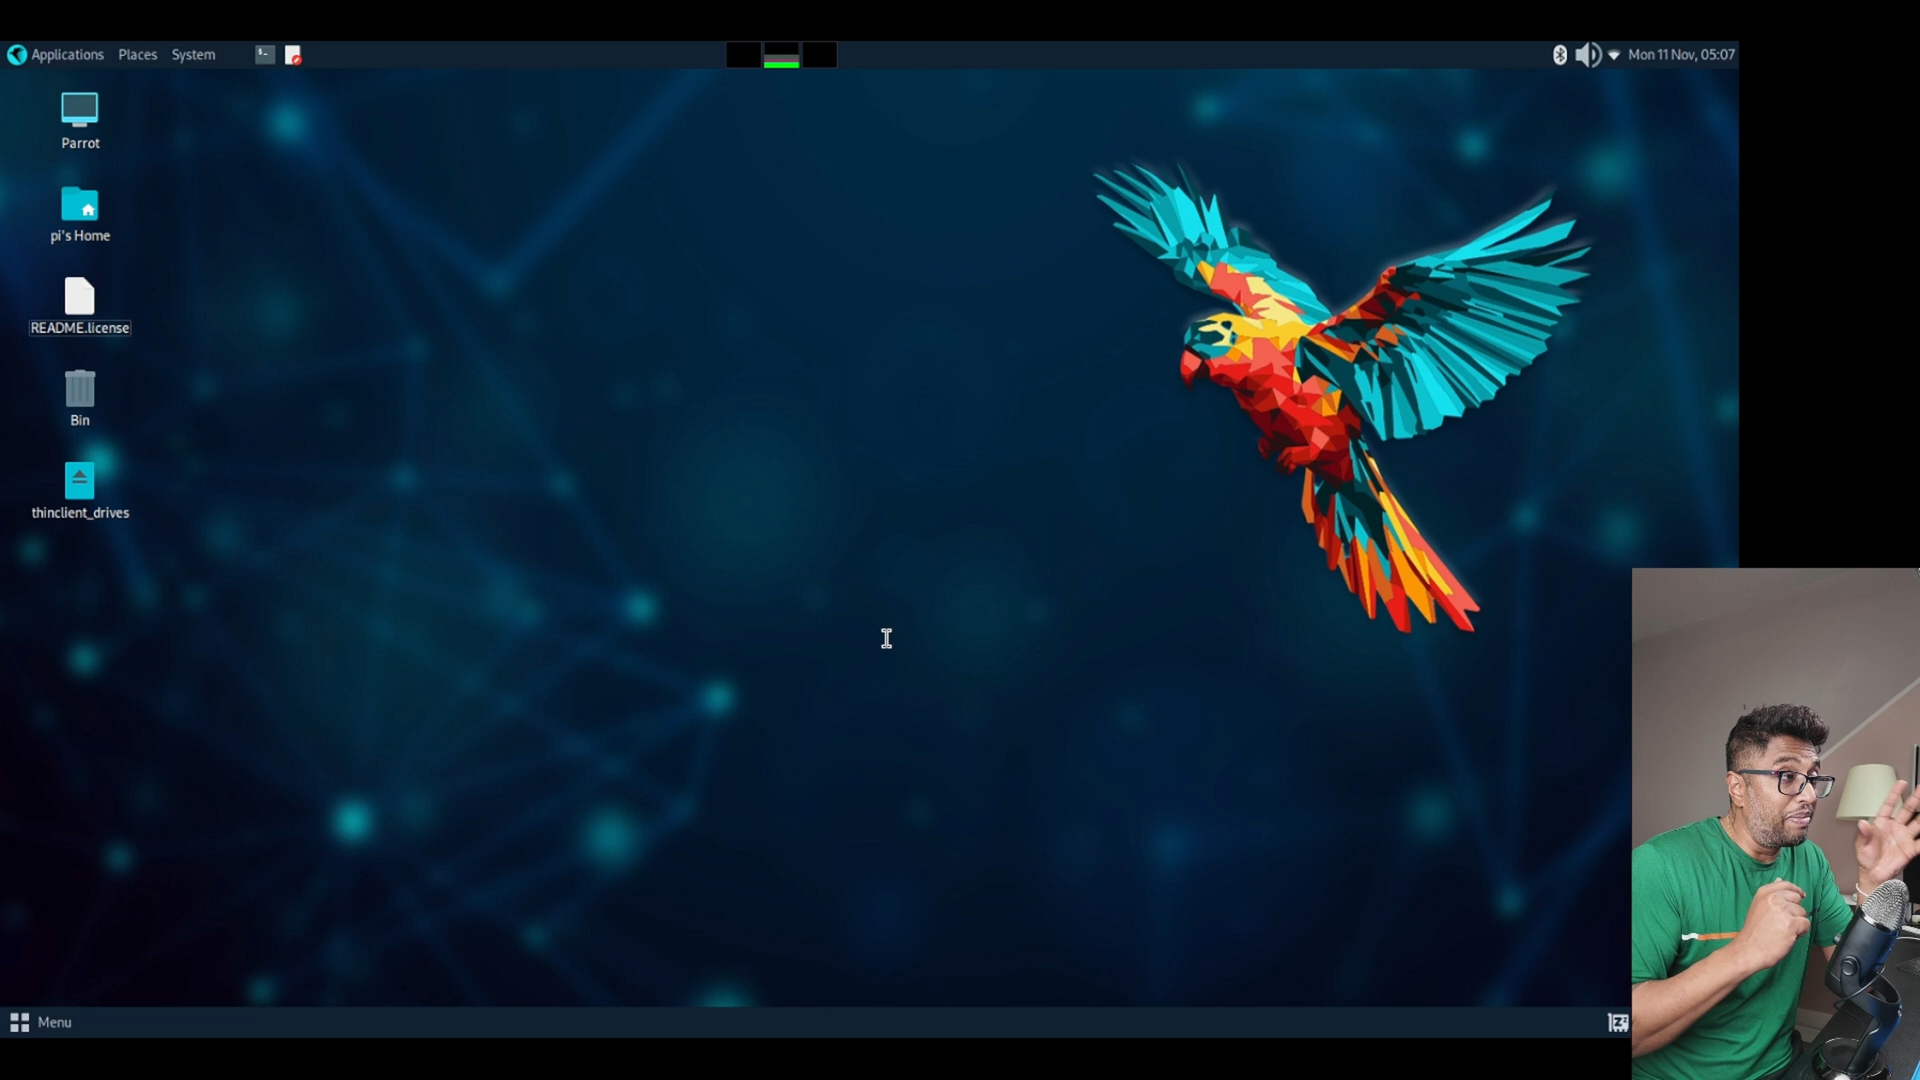 Applications Places System
Mon 11 Nov, 05:07
Parrot
pi's Home
README.license
Bin
thinclient_drives
Menu